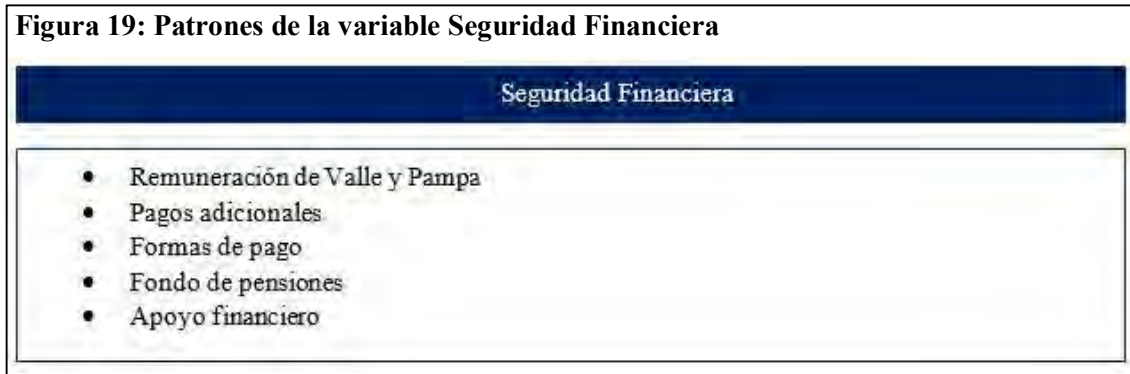 Figura 19: Patrones de la variable Seguridad Financiera
Seguridad Financiera
• Remuneración de Valle y Pampa
• Pagos adicionales
• Formas de pago
• Fondo de pensiones
• Apoyo financiero